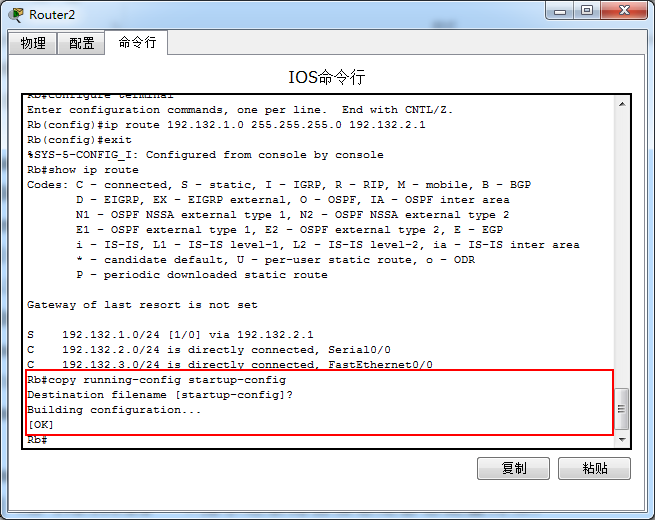 Router2
物理 配置 命令行
IOS命令行
Rb#configure terminal
Enter configuration commands, one per line.  End with CNTL/Z.
Rb(config)#ip route 192.132.1.0 255.255.255.0 192.132.2.1
Rb(config)#exit
%SYS-5-CONFIG_I: Configured from console by console
Rb#show ip route
Codes: C - connected, S - static, I - IGRP, R - RIP, M - mobile, B - BGP
       D - EIGRP, EX - EIGRP external, O - OSPF, IA - OSPF inter area
       N1 - OSPF NSSA external type 1, N2 - OSPF NSSA external type 2
       E1 - OSPF external type 1, E2 - OSPF external type 2, E - EGP
       i - IS-IS, L1 - IS-IS level-1, L2 - IS-IS level-2, ia - IS-IS inter area
       * - candidate default, U - per-user static route, o - ODR
       P - periodic downloaded static route
Gateway of last resort is not set
S    192.132.1.0/24 [1/0] via 192.132.2.1
C    192.132.2.0/24 is directly connected, Serial0/0
C    192.132.3.0/24 is directly connected, FastEthernet0/0
Rb#copy running-config startup-config
Destination filename [startup-config]?
Building configuration...
[OK]
Rb#
复制 粘贴